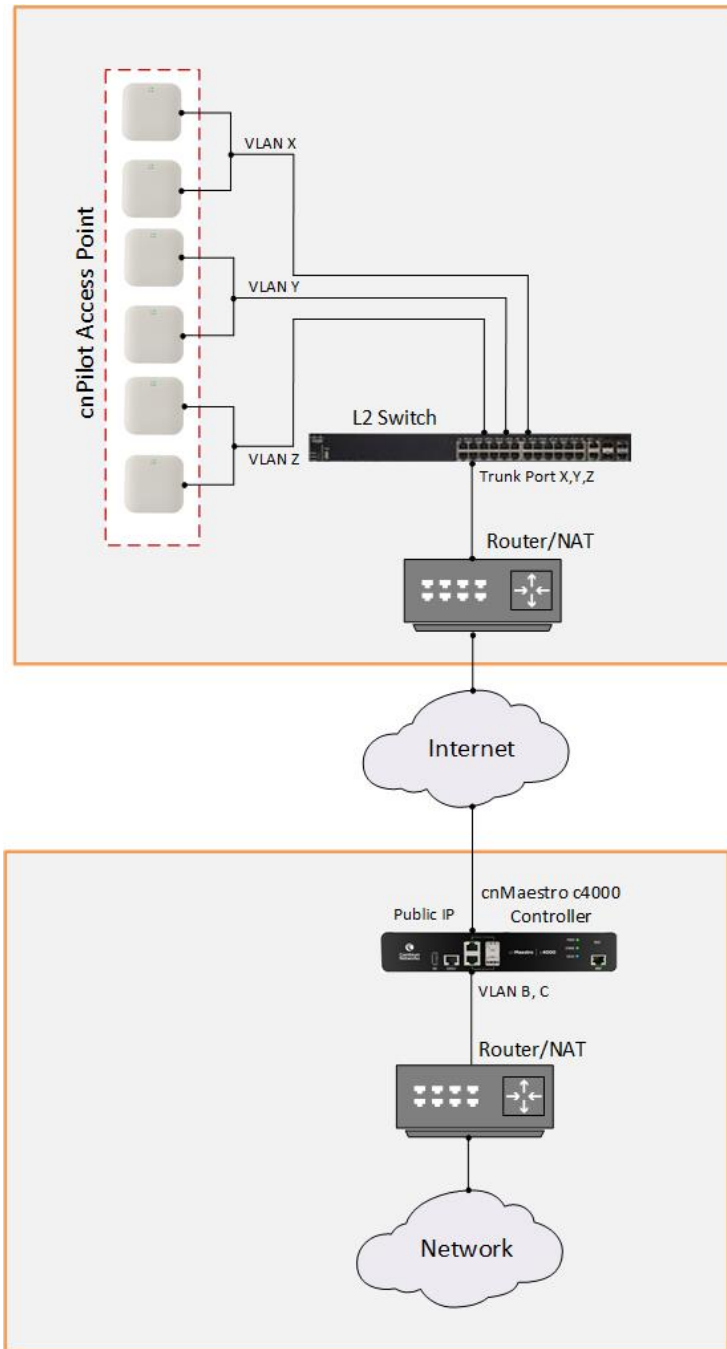 cnPilot Access Point
VLAN X
VLAN Y
VLAN Z
L2 Switch
Trunk Port X,Y,Z
Router/NAT
Internet
cnMaestro c4000
Controller
Public IP
VLAN B, C
Router/NAT
Network